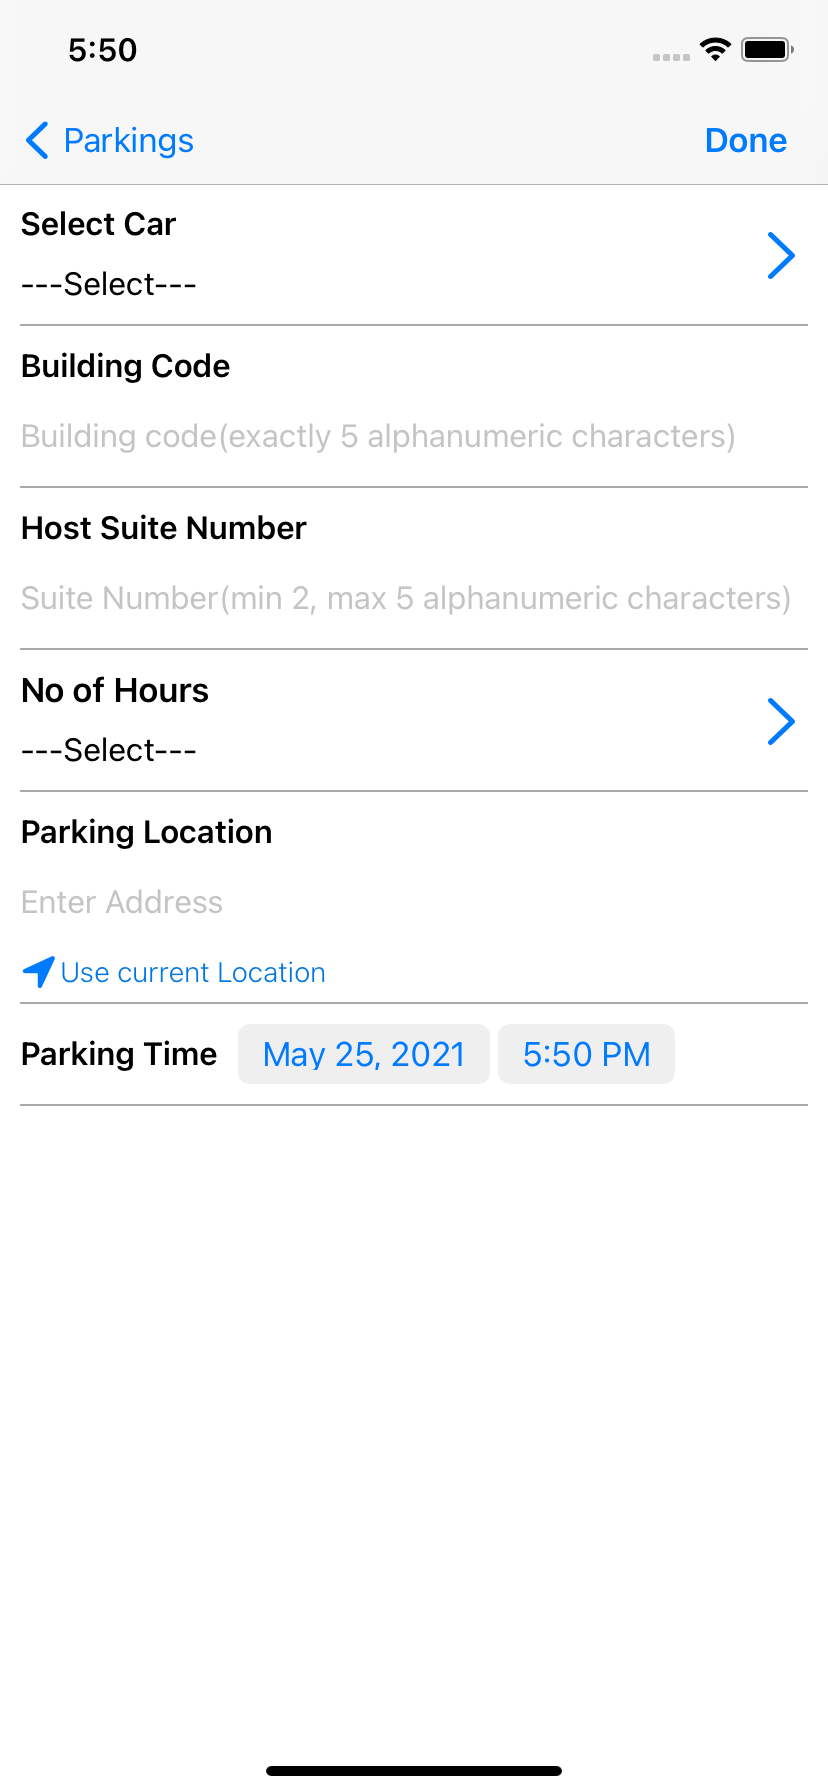 5:50
Parkings Done
Select Car
---Select---
Building Code
Building code(exactly 5 alphanumeric characters)
Host Suite Number
Suite Number(min 2, max 5 alphanumeric characters)
No of Hours
---Select---
Parking Location
Enter Address
Use current Location
Parking Time May 25, 2021 5:50 PM